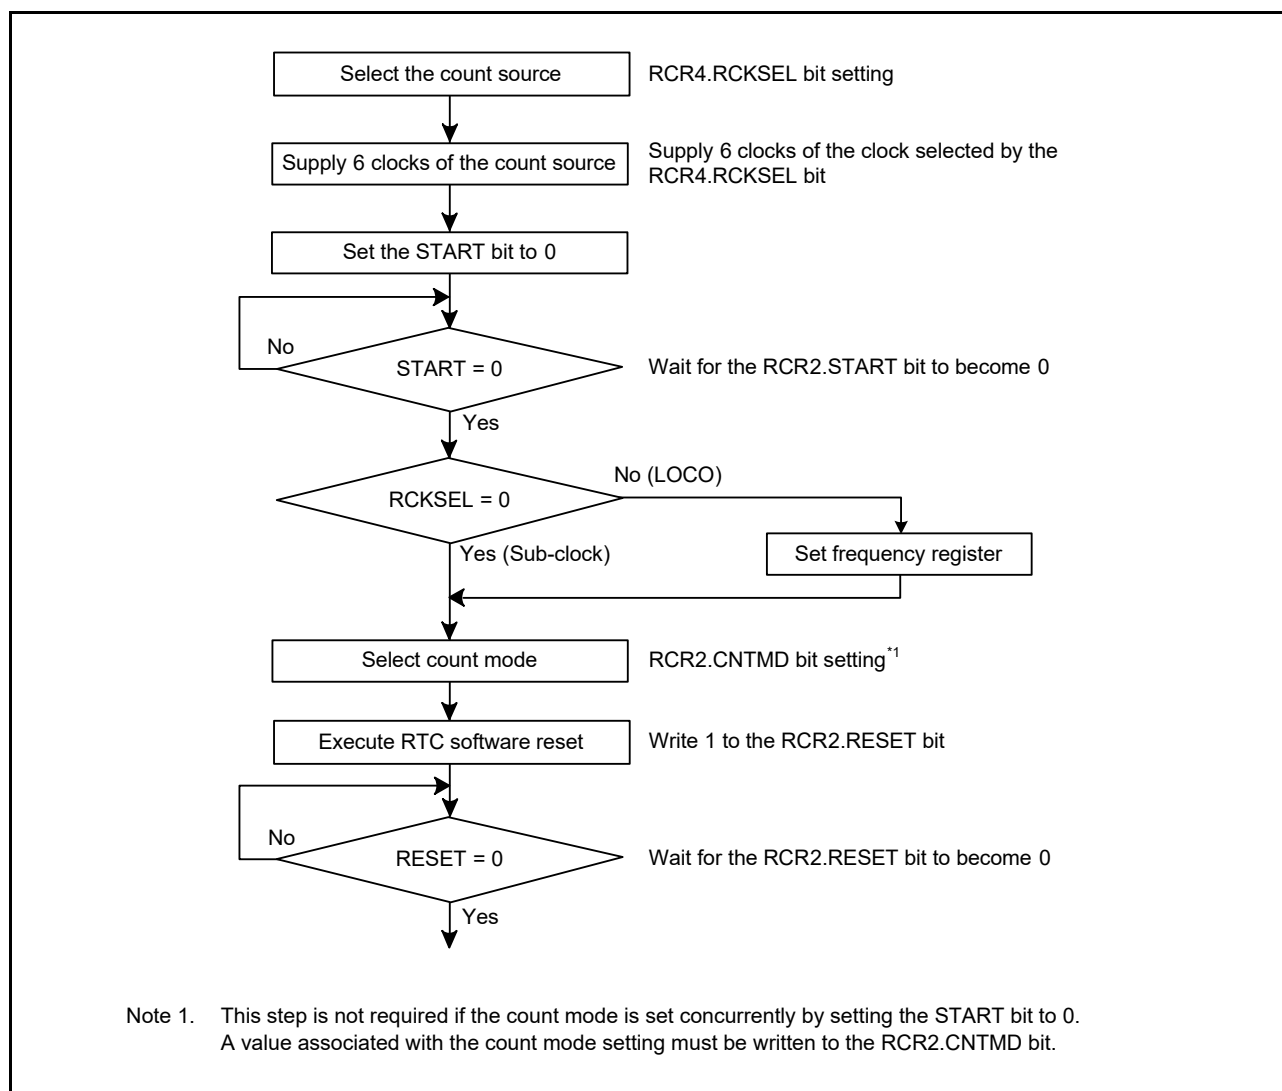 Select the count source
RCR4.RCKSEL bit setting
Supply 6 clocks of the count source
Supply 6 clocks of the clock selected by the
RCR4.RCKSEL bit
Set the START bit to 0
No
START = 0
Wait for the RCR2.START bit to become 0
Yes
No (LOCO)
RCKSEL = 0
Yes (Sub-clock)
Set frequency register
Select count mode
RCR2.CNTMD bit setting*1
Execute RTC software reset
Write 1 to the RCR2.RESET bit
No
RESET = 0
Wait for the RCR2.RESET bit to become 0
Yes
Note 1. This step is not required if the count mode is set concurrently by setting the START bit to 0.
A value associated with the count mode setting must be written to the RCR2.CNTMD bit.